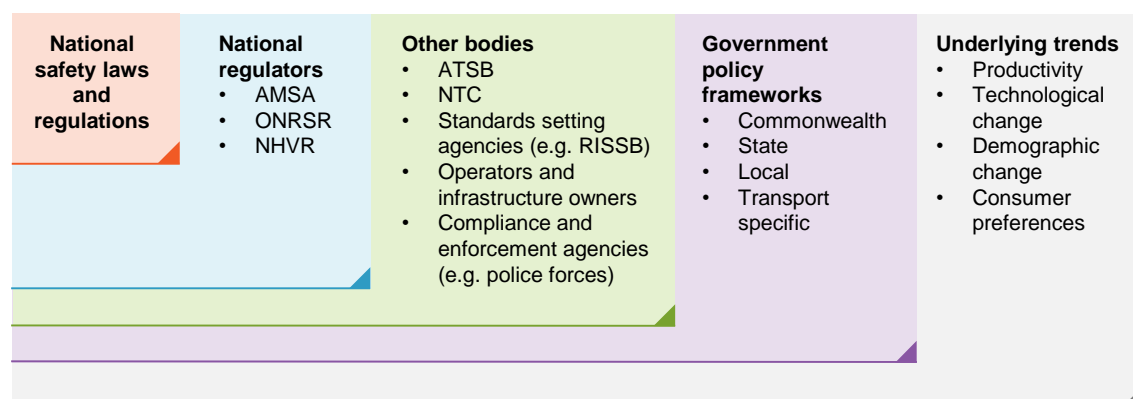 National
safety laws
and
regulations
National
regulators
• AMSA
• ONRSR
• NHVR
Other bodies
• ATSB
• NTC
• Standards setting
agencies (e.g. RISSB)
• Operators and
infrastructure owners
• Compliance and
enforcement agencies
(e.g. police forces)
Government
policy
frameworks
• Commonwealth
• State
• Local
• Transport
specific
Underlying trends
• Productivity
• Technological
change
• Demographic
change
• Consumer
preferences